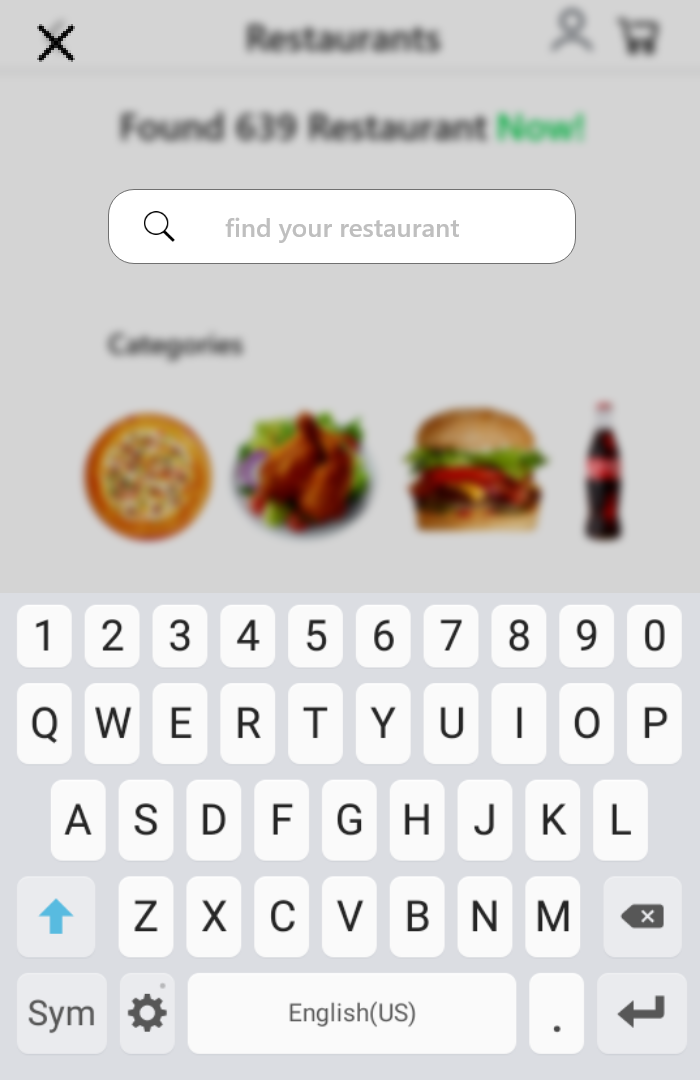 Restaurants
Found 639 Restaurant Now!
find your restaurant
Categories
1 2 3 4 5 6 7 8 9 0
Q W E R T Y U I O P
A S D F G H J K L
Z X C V B N M
Sym English(US) .